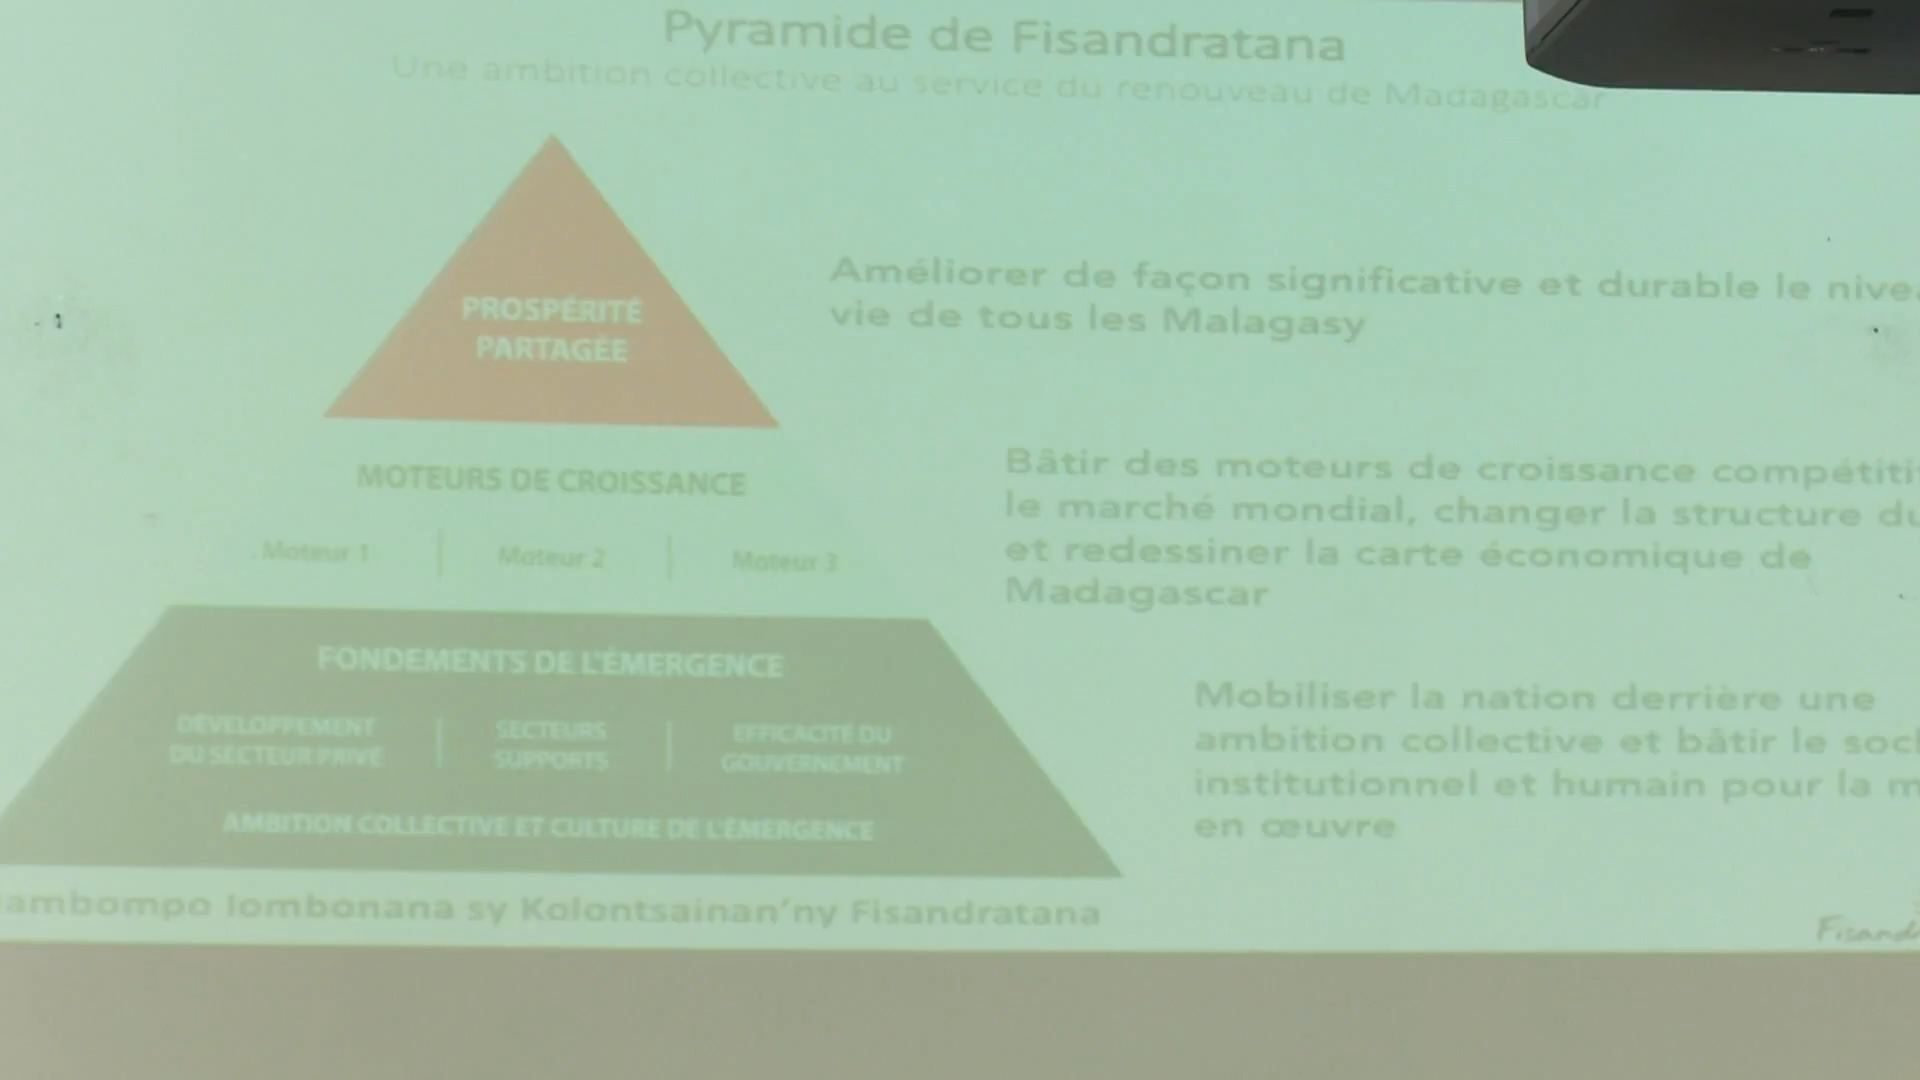 Pyramide de Fisandratana
Une ambition collective au service du renouveau de Madagascar
PROSPÉRITÉ
PARTAGÉE
Améliorer de façon significative et durable le
vie de tous les Malagasy
MOTEURS DE CROISSANCE
Moteur 1
Moteur 2
Moteur 3
Bâtir des moteurs de croissance
le marché mondial, changer la structure
et redessiner la carte économique de
Madagascar
FONDEMENTS DE L'ÉMERGENCE
DÉVELOPPEMENT
DU SECTEUR PRIVÉ
SECTEURS
SUPPORTS
EFFICACITÉ DU
GOUVERNEMENT
AMBITION COLLECTIVE ET CULTURE DE L'ÉMERGENCE
Mobiliser la nation derrière une
ambition collective et bâtir le
institutionnel et humain pour la
en œuvre
lombonana sy Kolontsainan'ny Fisandratana